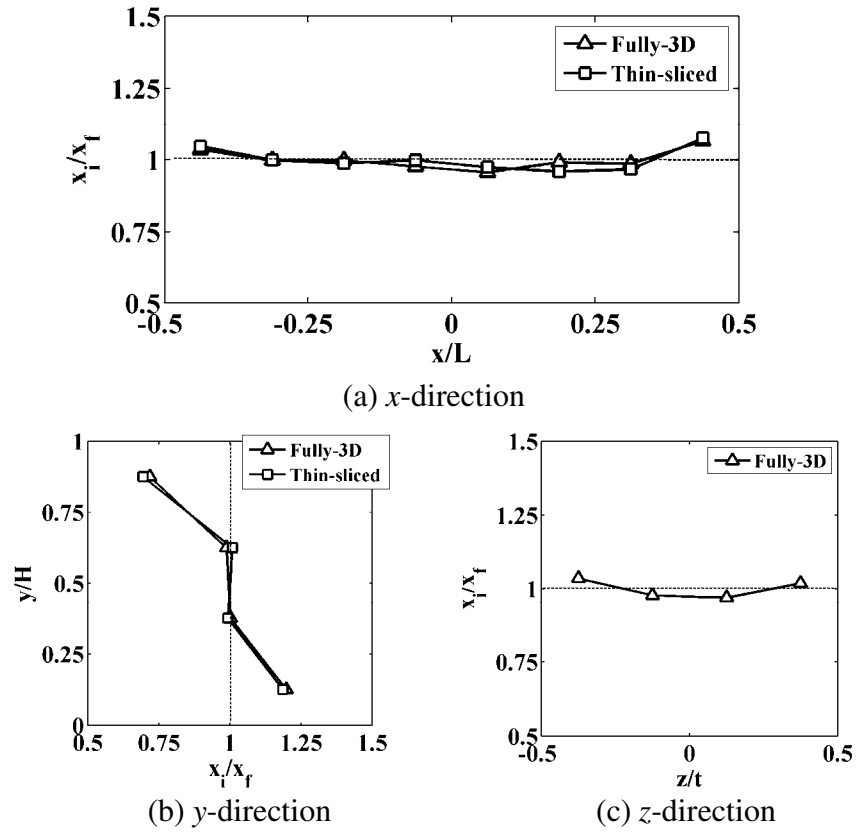 1.5
Fully-3D
Thin-sliced
1.25
1
0.75
0.5
x_i/x_f
-0.5 -0.25 0 0.25 0.5
x/L
(a) x-direction
1
Fully-3D
Thin-sliced
0.75
0.5
0.25
0
y/H
0.5 0.75 1 1.25 1.5
x_i/x_f
(b) y-direction
1.5
Fully-3D
1.25
1
0.75
0.5
x_i/x_f
-0.5 0 0.5
z/t
(c) z-direction